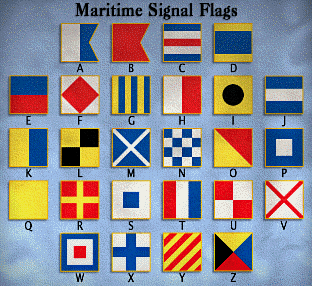 Maritime Signal Flags
A B C D
E F G H I J
K L M N O P
Q R S T U V
W X Y Z